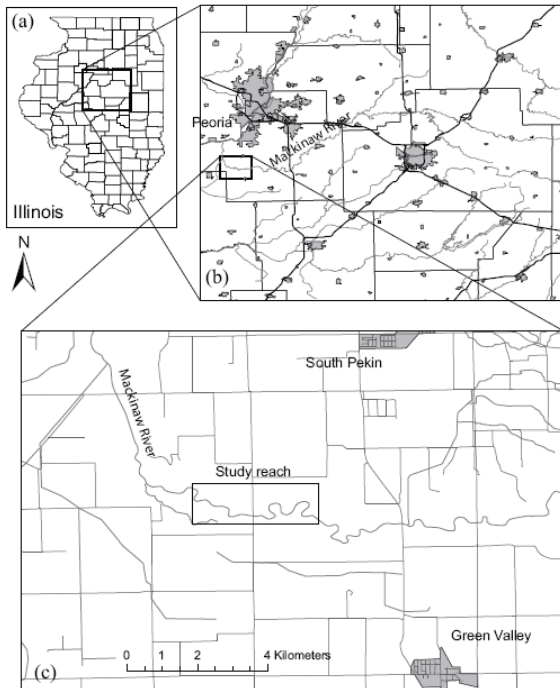 (a)
Illinois
N
Peoria
Mackinaw River
(b)
South Pekin
Mackinaw River
Study reach
Green Valley
0 1 2 4 Kilometers
(c)